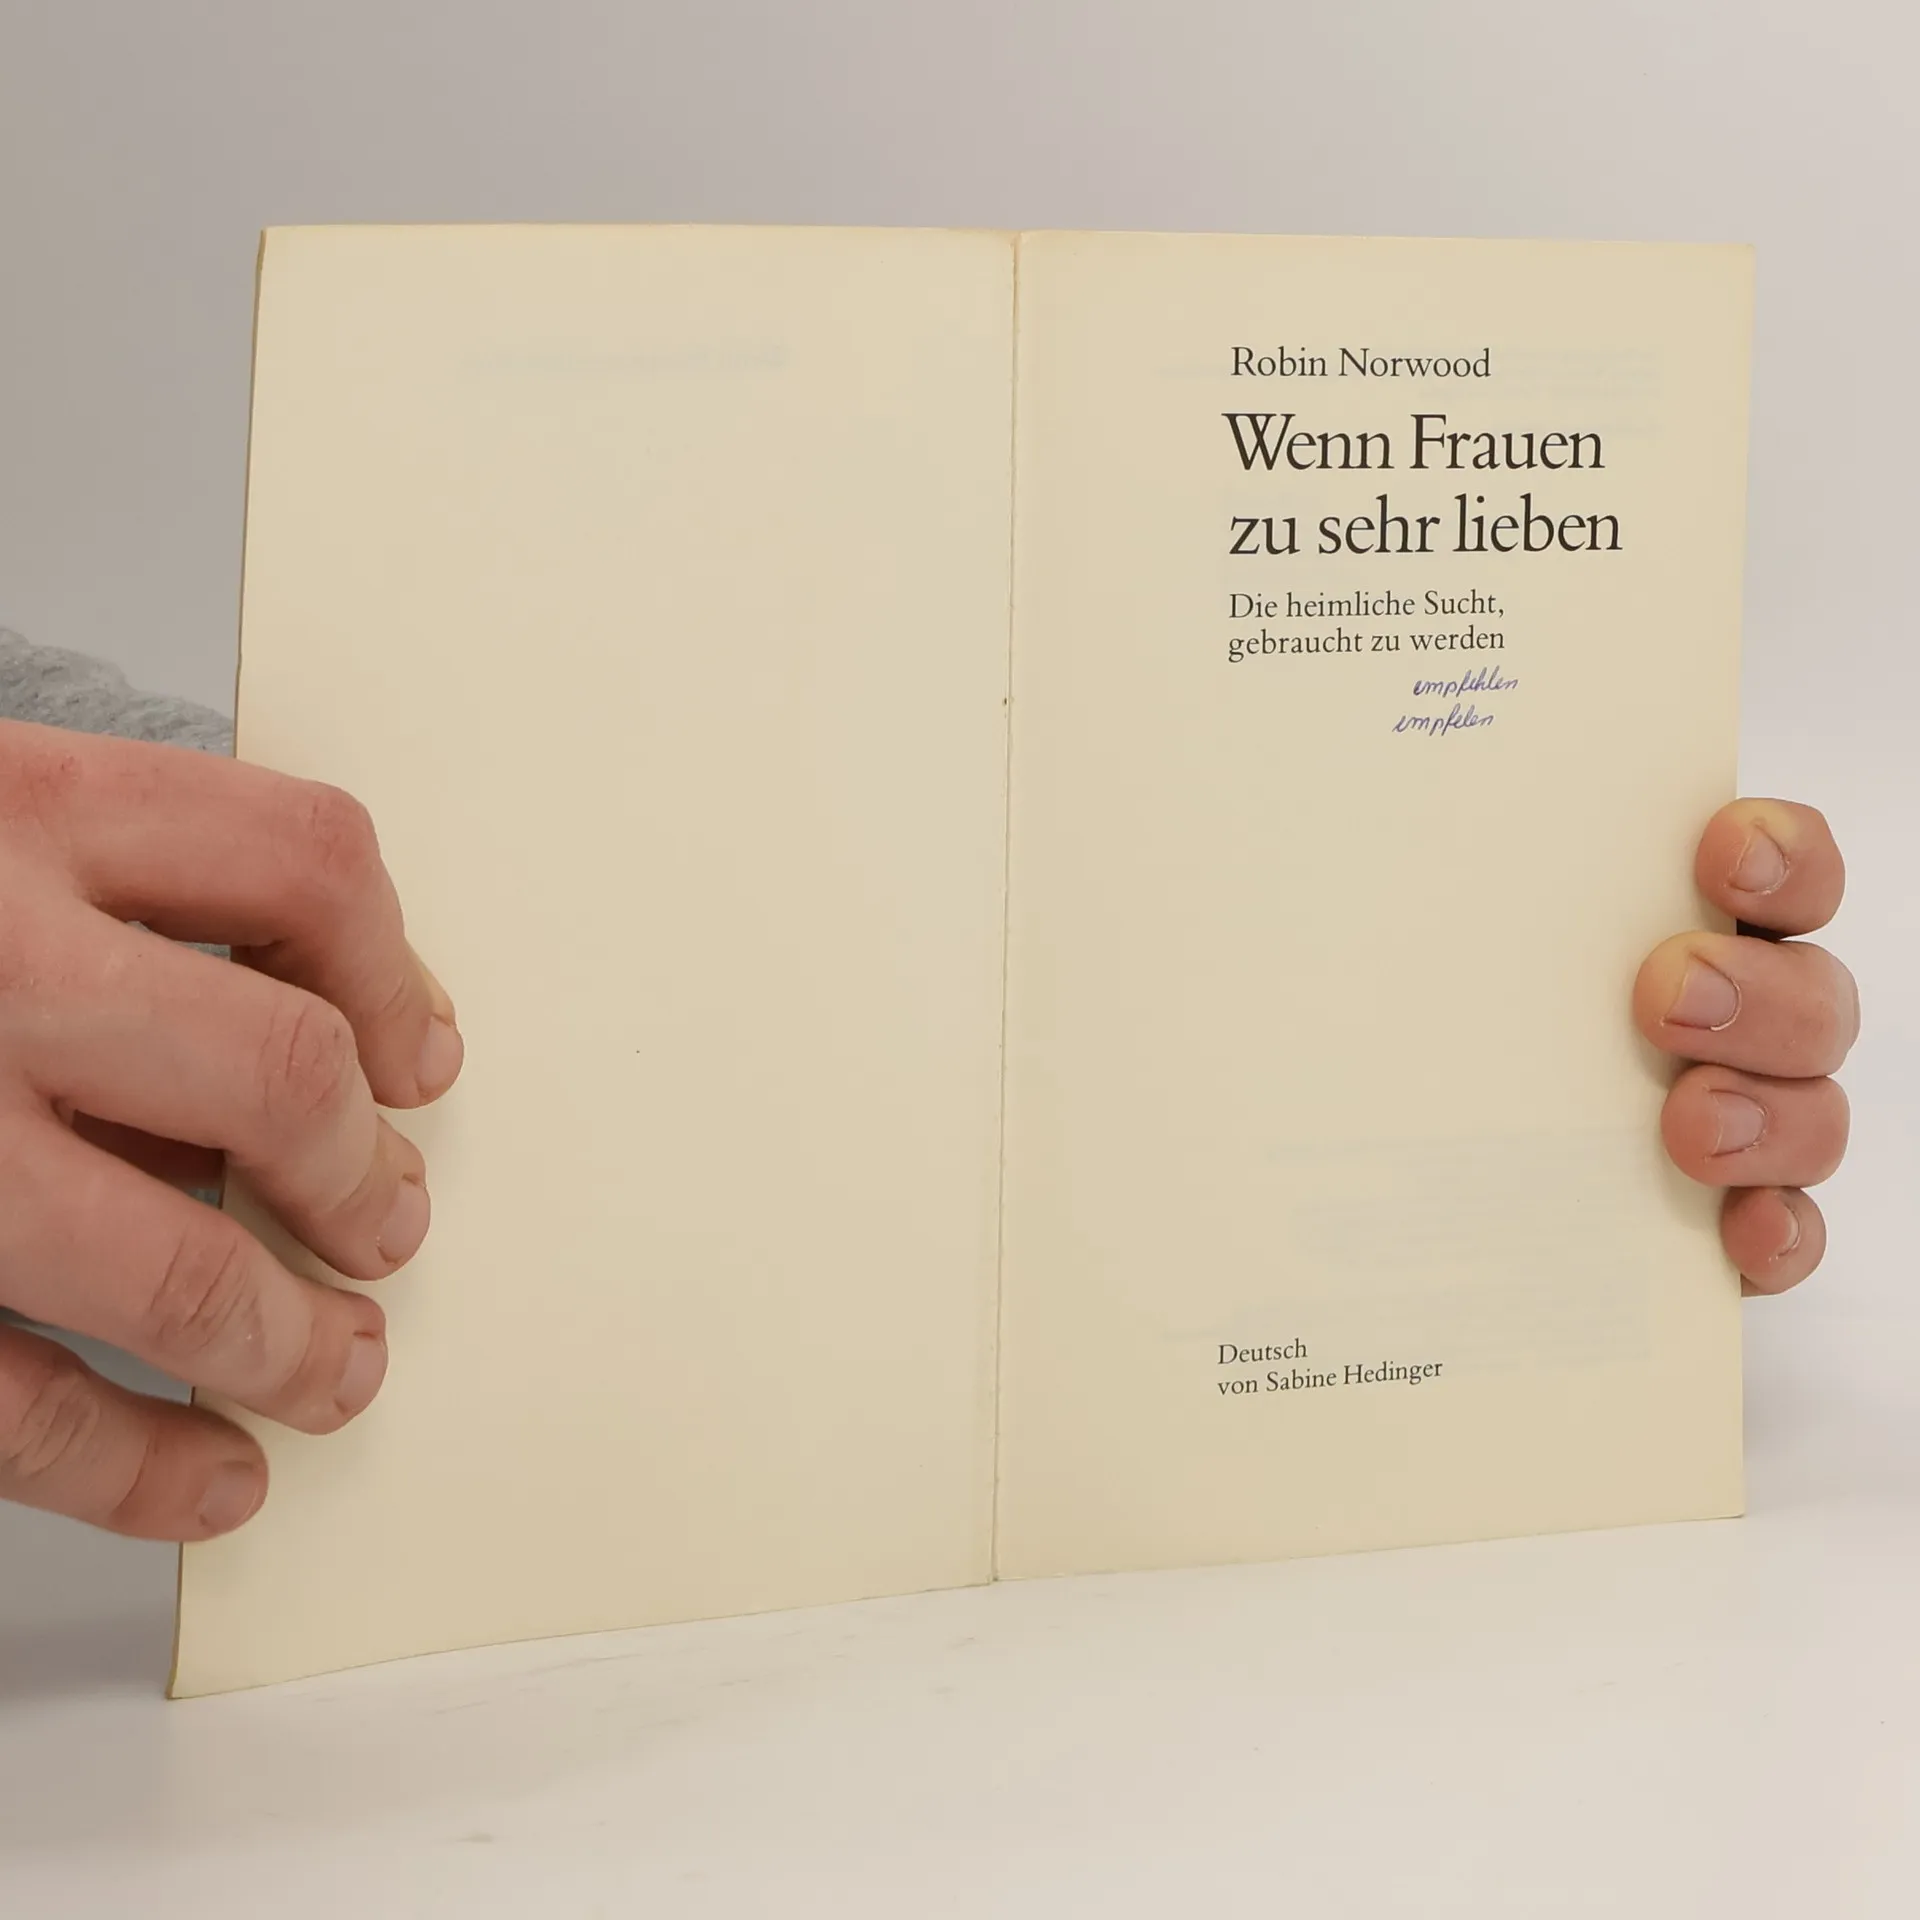 Robin Norwood
Wenn Frauen
zu sehr lieben
Die heimliche Sucht,
gebraucht zu werden
empfehlen
empfelen
Deutsch
von Sabine Hedinger